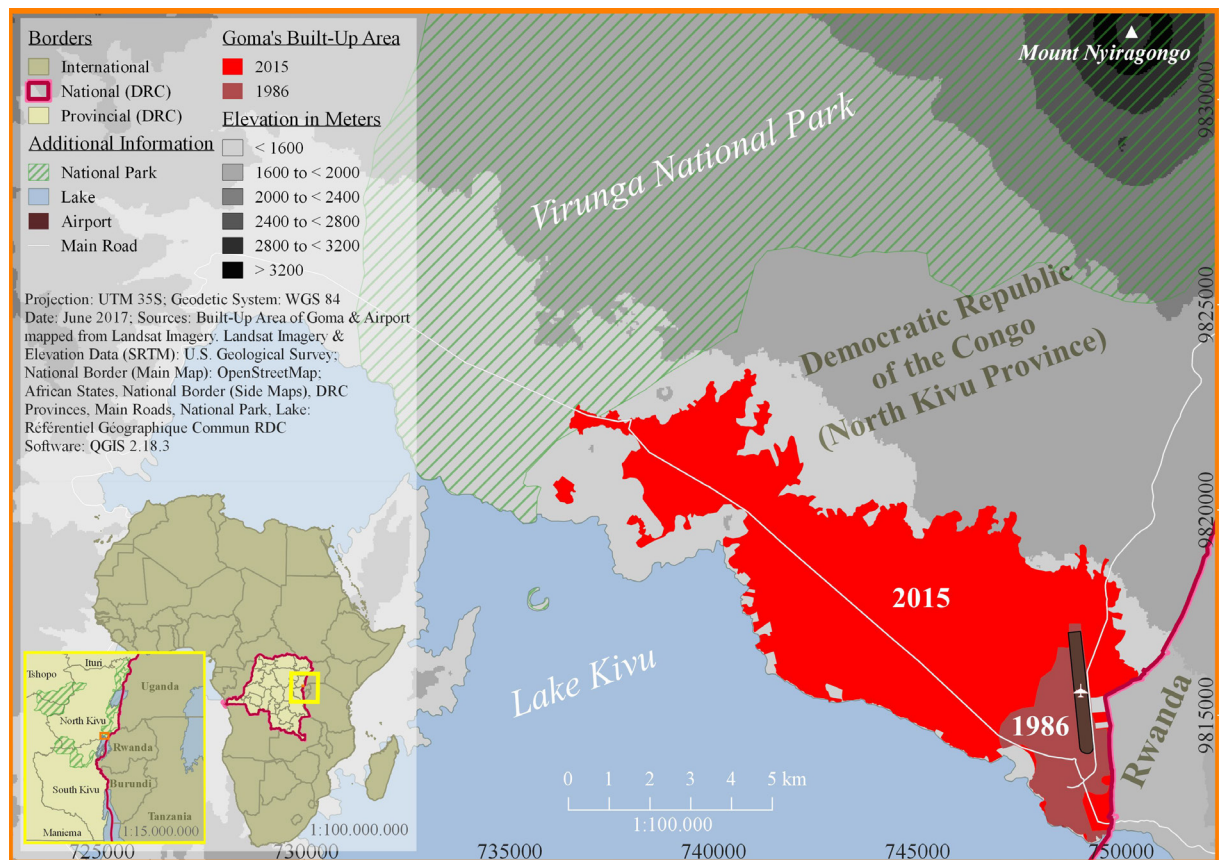 Borders
International
National (DRC)
Provincial (DRC)
Additional Information
National Park
Lake
Airport
Main Road
Goma's Built-Up Area
2015
1986
Elevation in Meters
< 1600
1600 to < 2000
2000 to < 2400
2400 to < 2800
2800 to < 3200
> 3200
Projection: UTM 35S; Geodetic System: WGS 84
Date: June 2017; Sources: Built-Up Area of Goma & Airport
mapped from Landsat Imagery. Landsat Imagery &
Elevation Data (SRTM): U.S. Geological Survey;
National Border (Main Map): OpenStreetMap;
African States, National Border (Side Maps), DRC
Provinces, Main Roads, National Park, Lake:
Référentiel Géographique Commun RDC
Software: QGIS 2.18.3
Mount Nyiragongo
Virunga National Park
Democratic Republic
of the Congo
(North Kivu Province)
2015
1986
Lake Kivu
Rwanda
0 1 2 3 4 5 km
1:100.000
Ituri
Tshopo
Uganda
North Kivu
Rwanda
Burundi
South Kivu
Tanzania
Maniema
1:15.000.000
1:100.000.000
9830000
9825000
9820000
9815000
725000 730000 735000 740000 745000 750000